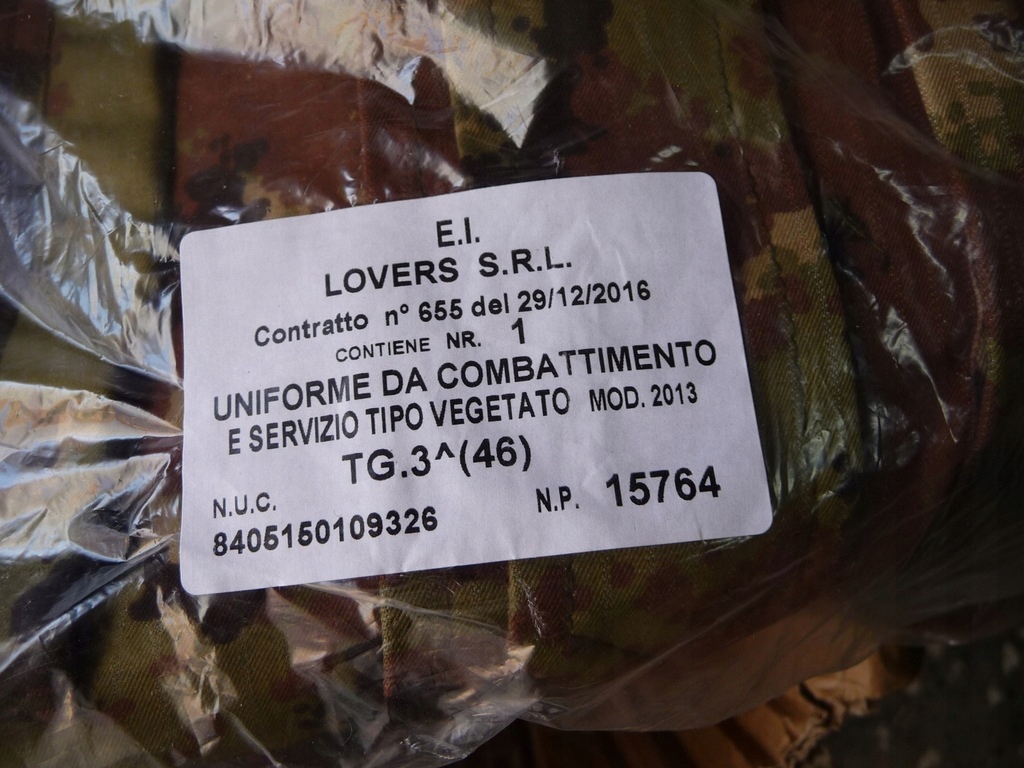 E.I.
LOVERS S.R.L.
Contratto n° 655 del 29/12/2016
CONTIENE NR. 1
UNIFORME DA COMBATTIMENTO
E SERVIZIO TIPO VEGETATO MOD. 2013
TG.3^(46)
N.U.C. N.P. 15764
8405150109326